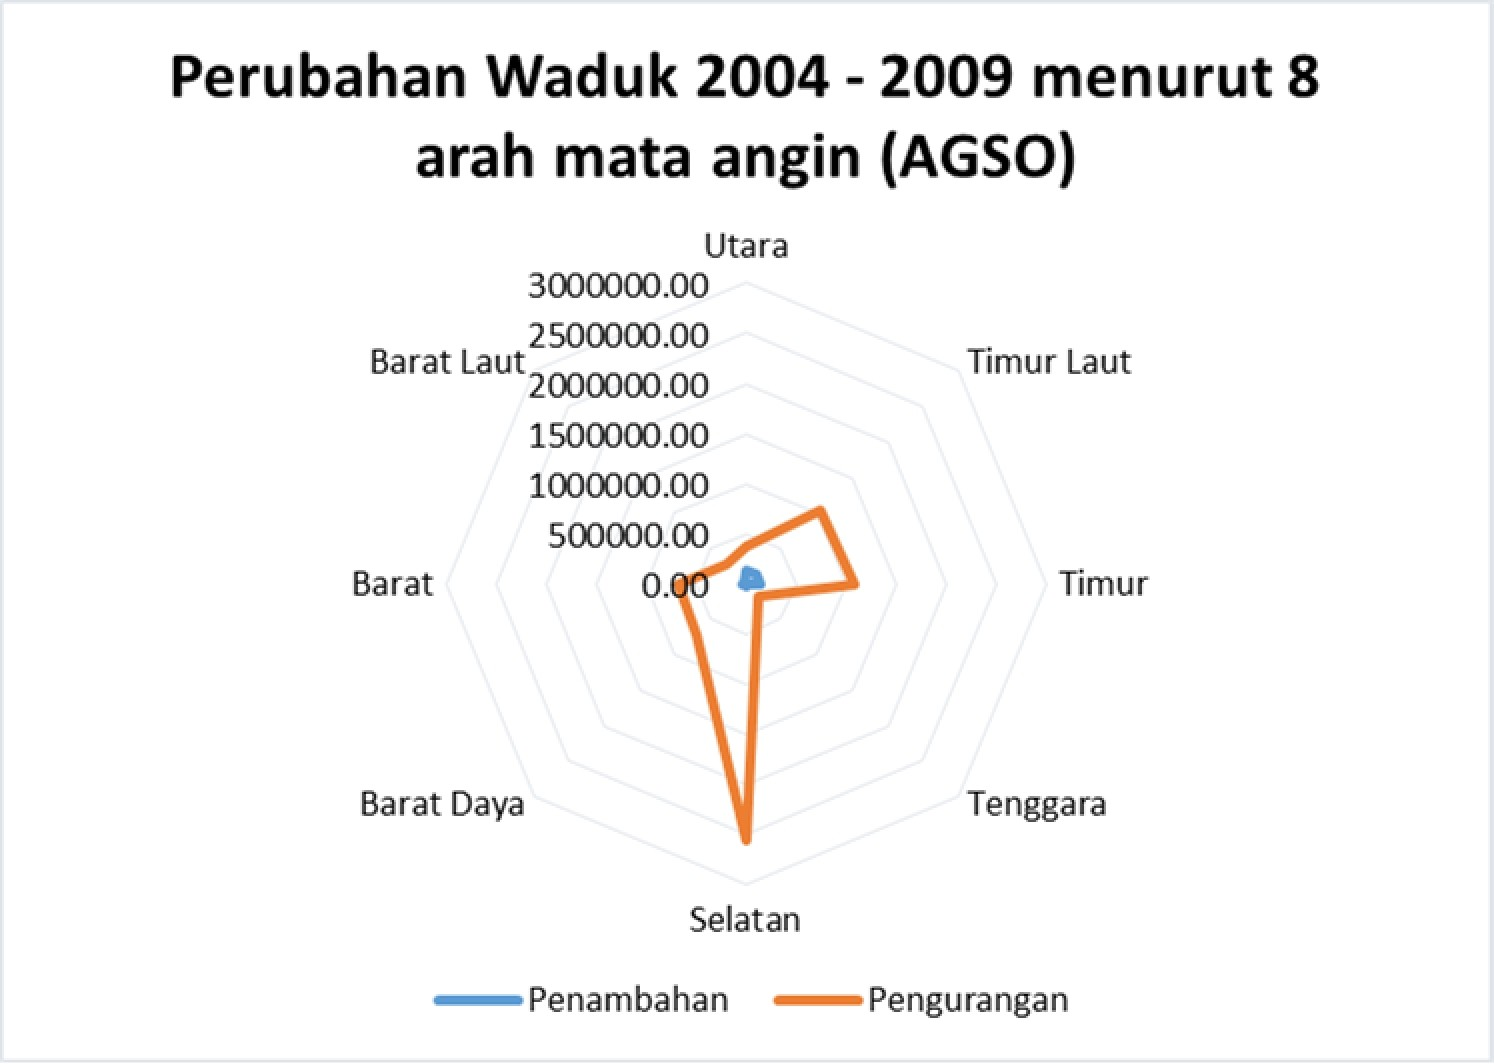 Perubahan Waduk 2004 - 2009 menurut 8
arah mata angin (AGSO)
Utara
3000000.00
2500000.00
Barat Laut
Timur Laut
2000000.00
1500000.00
1000000.00
500000.00
Barat
0.00
Timur
Barat Daya
Tenggara
Selatan
Penambahan
Pengurangan